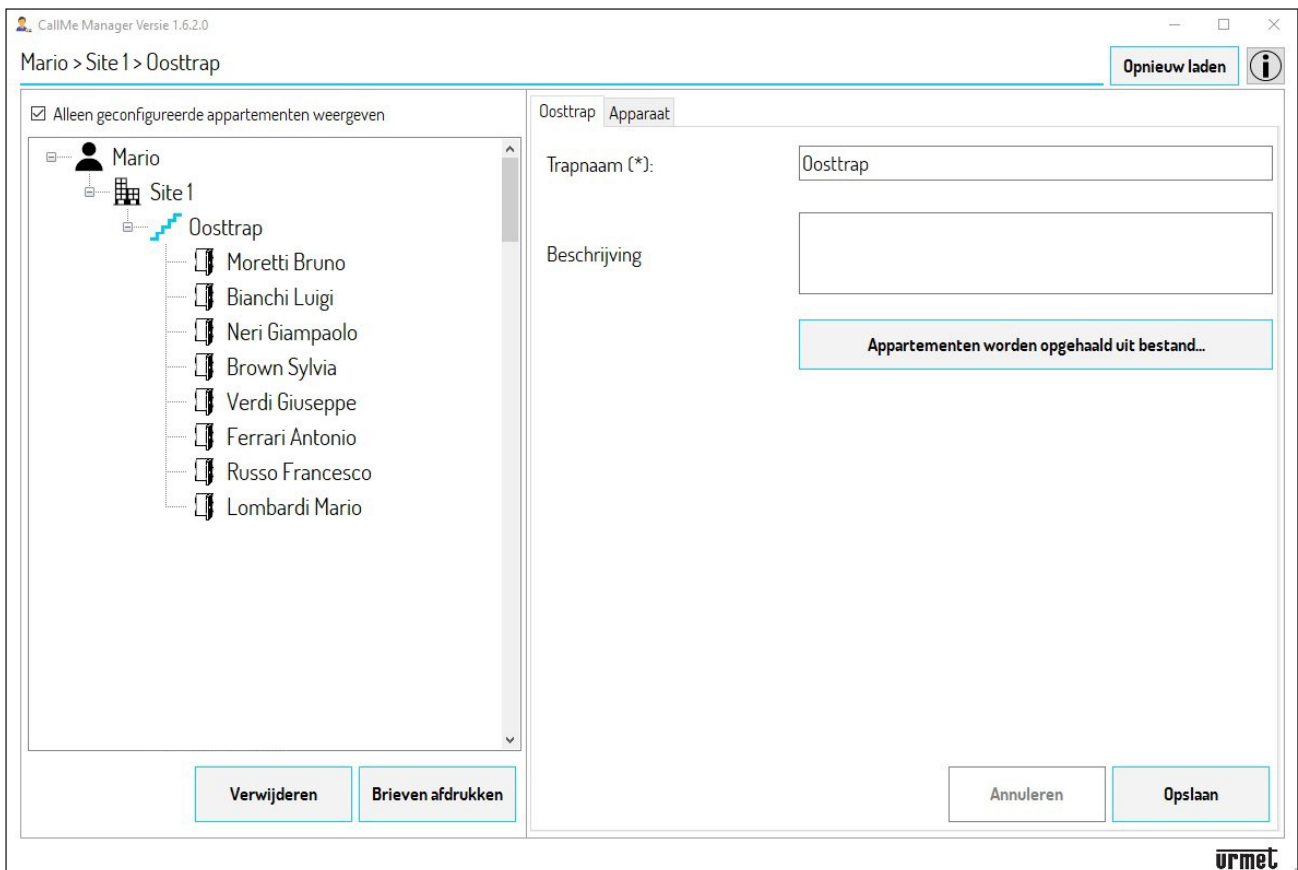 CallMe Manager Versie 1.6.2.0
Mario > Site 1 > Oosttrap
Opnieuw laden
Alleen geconfigureerde appartementen weergeven
Mario
Site 1
Oosttrap
Moretti Bruno
Bianchi Luigi
Neri Giampaolo
Brown Sylvia
Verdi Giuseppe
Ferrari Antonio
Russo Francesco
Lombardi Mario
Verwijderen
Brieven afdrukken
Oosttrap
Apparaat
Trapnaam (*):
Oosttrap
Beschrijving
Appartementen worden opgehaald uit bestand...
Annuleren
Opslaan
urmet